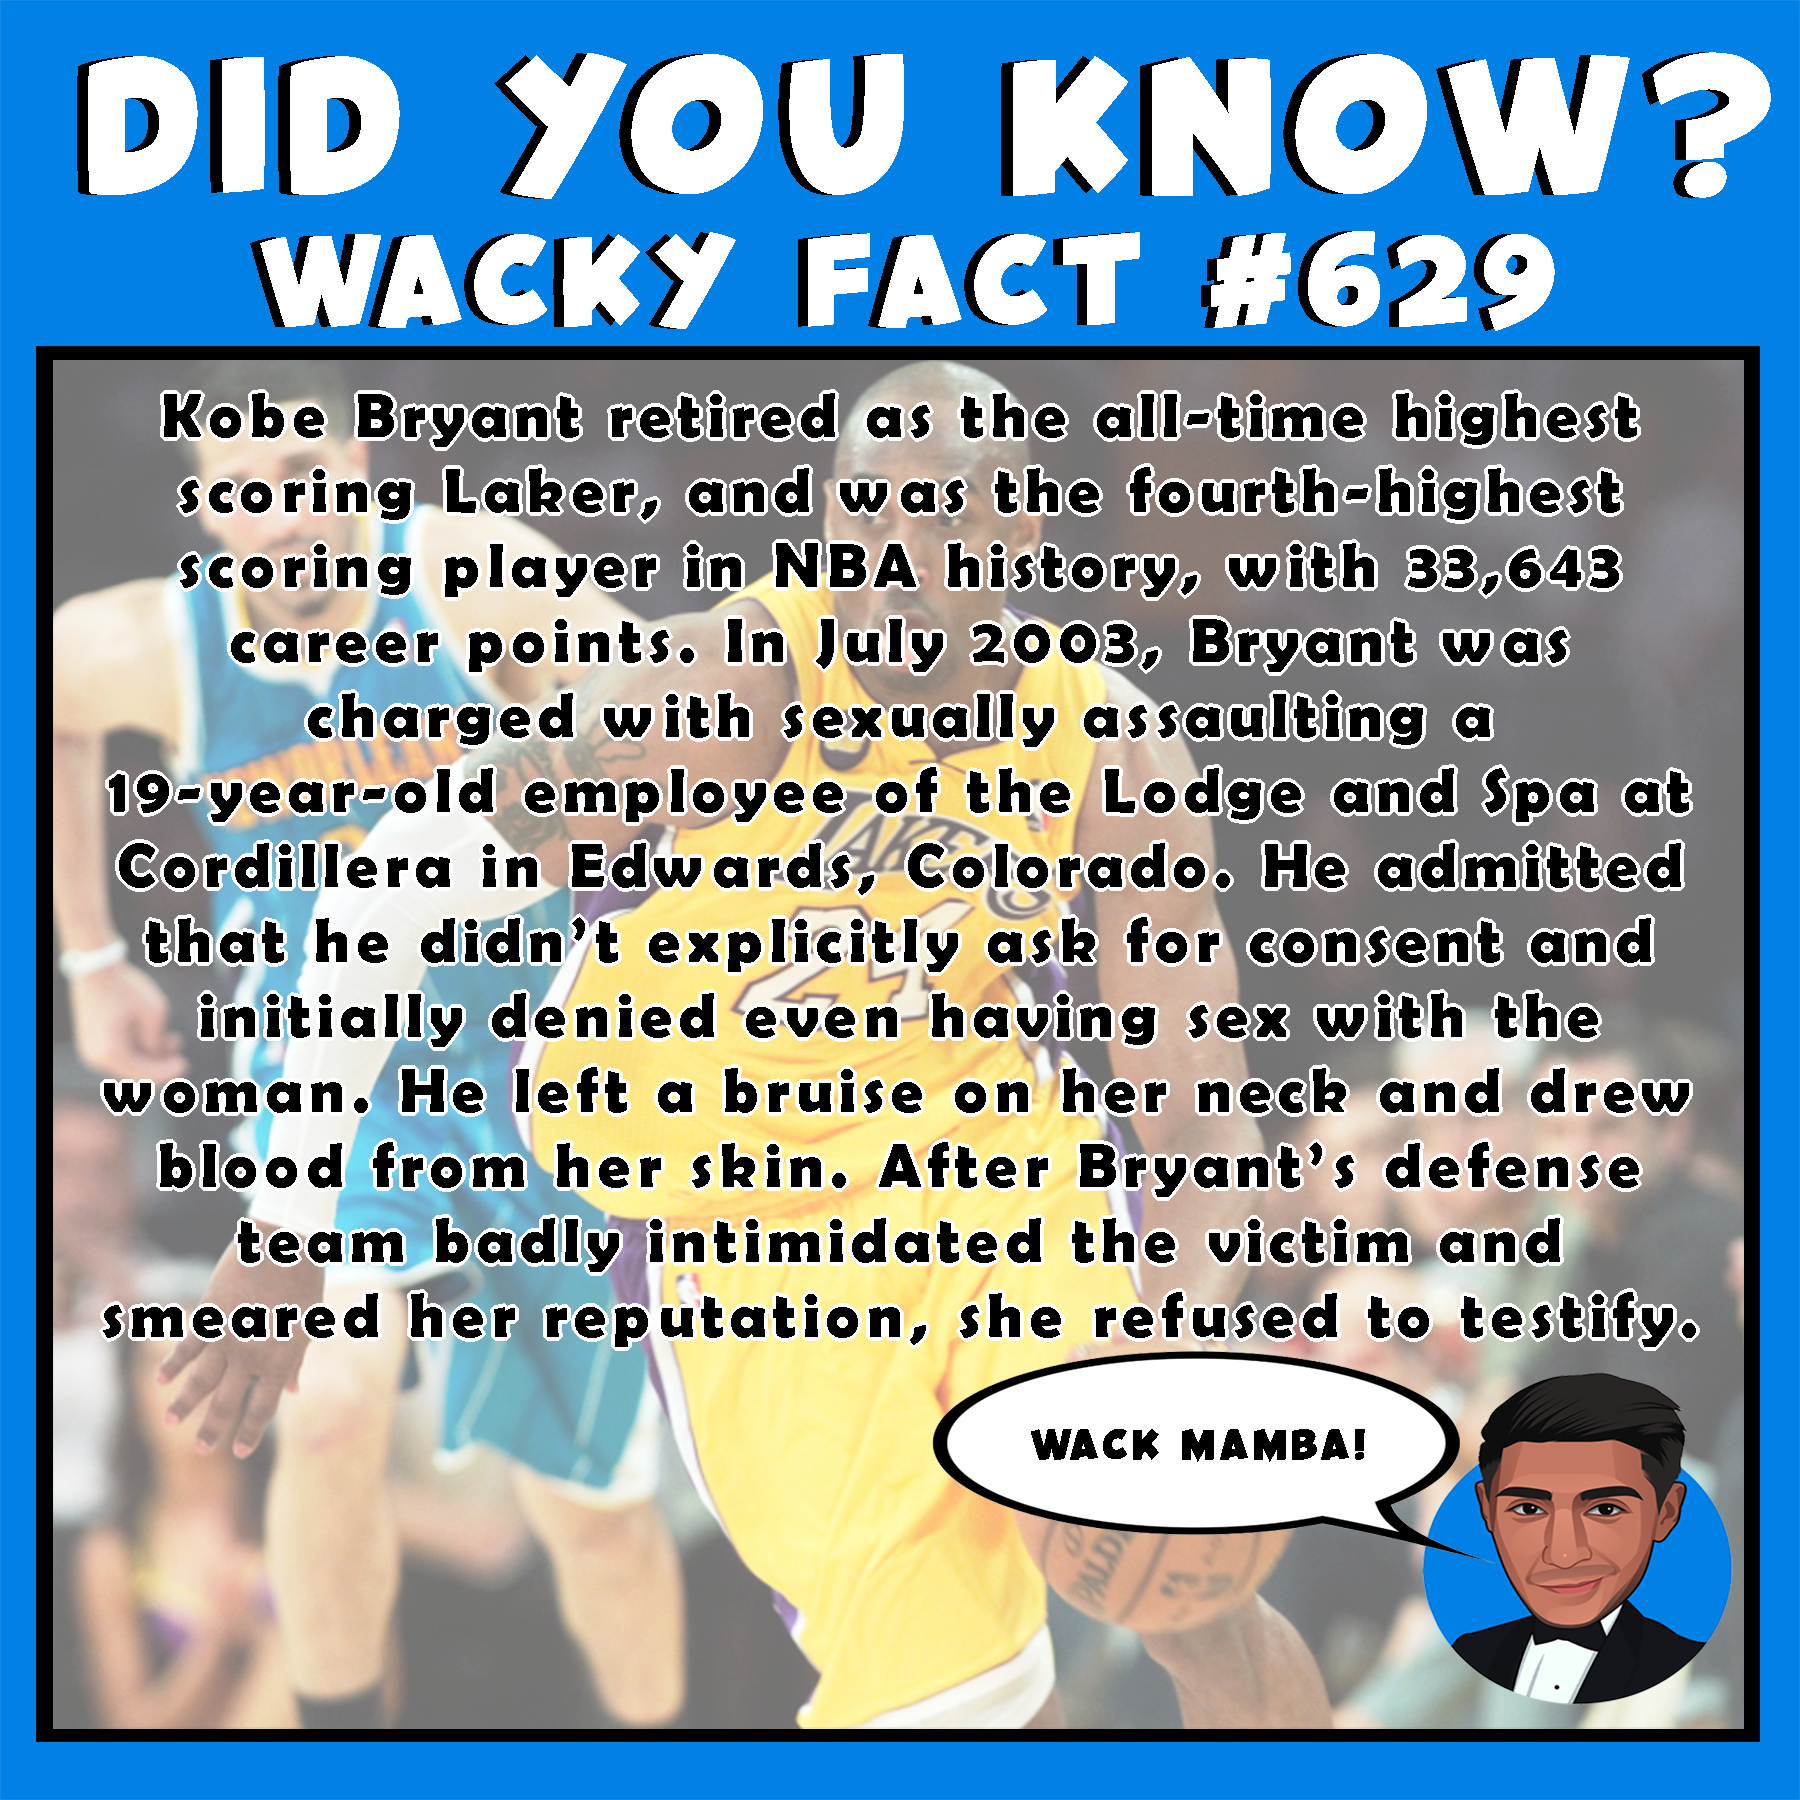 DID YOU KNOW?
WACKY FACT #629
Kobe Bryant retired as the all-time highest
scoring Laker, and was the fourth-highest
scoring player in NBA history, with 33,643
career points. In July 2003, Bryant was
charged with sexually assaulting a
19-year-old employee of the Lodge and Spa at
Cordillera in Edwards, Colorado. He admitted
that he didn’t explicitly ask for consent and
initially denied even having sex with the
woman. He left a bruise on her neck and drew
blood from her skin. After Bryant’s defense
team badly intimidated the victim and
smeared her reputation, she refused to testify.
WACK MAMBA!
LAKERS
24
SPALDING